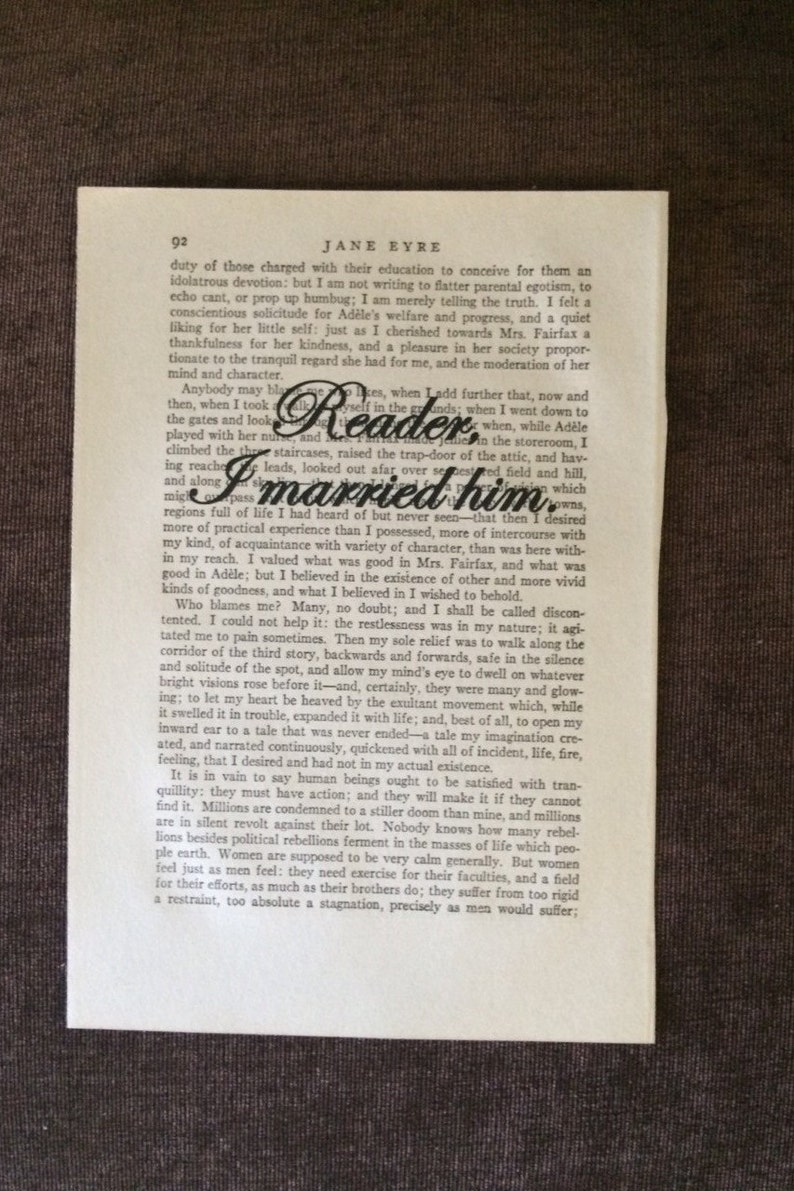 92
JANE EYRE
duty of those charged with their education to conceive for them an
idolatrous devotion: but I am not writing to flatter parental egotism, to
echo cant, or prop up humbug; I am merely telling the truth. I felt a
conscientious solicitude for Adèle's welfare and progress, and a quiet
liking for her little self: just as I cherished towards Mrs. Fairfax a
thankfulness for her kindness, and a pleasure in her society propor-
tionate to the tranquil regard she had for me, and the moderation of her
mind and character.
Anybody may blame me who likes, when I add further that, now and
then, when I took a walk by myself in the grounds; when I went down to
the gates and when, while Adèle
Reader,
played with her nurse, and Mrs. Fairfax made jellies in the storeroom, I
climbed the three staircases, raised the trap-door of the attic, and hav-
ing reached the leads, looked out afar over sequestered field and hill,
and along which
I married him.
might overpass
regions full of life I had heard of but never seen—that then I desired
more of practical experience than I possessed, more of intercourse with
my kind, of acquaintance with variety of character, than was here with-
in my reach. I valued what was good in Mrs. Fairfax, and what was
good in Adèle; but I believed in the existence of other and more vivid
kinds of goodness, and what I believed in I wished to behold.
Who blames me? Many, no doubt; and I shall be called discon-
tented. I could not help it: the restlessness was in my nature; it agi-
tated me to pain sometimes. Then my sole relief was to walk along the
corridor of the third story, backwards and forwards, safe in the silence
and solitude of the spot, and allow my mind's eye to dwell on whatever
bright visions rose before it—and, certainly, they were many and glow-
ing; to let my heart be heaved by the exultant movement which, while
it swelled it in trouble, expanded it with life; and, best of all, to open my
inward ear to a tale that was never ended—a tale my imagination cre-
ated, and narrated continuously, quickened with all of incident, life, fire,
feeling, that I desired and had not in my actual existence.
It is in vain to say human beings ought to be satisfied with tran-
quillity: they must have action; and they will make it if they cannot
find it. Millions are condemned to a stiller doom than mine, and millions
are in silent revolt against their lot. Nobody knows how many rebel-
lions besides political rebellions ferment in the masses of life which peo-
ple earth. Women are supposed to be very calm generally. But women
feel just as men feel: they need exercise for their faculties, and a field
for their efforts, as much as their brothers do; they suffer from too rigid
a restraint, too absolute a stagnation, precisely as men would suffer;